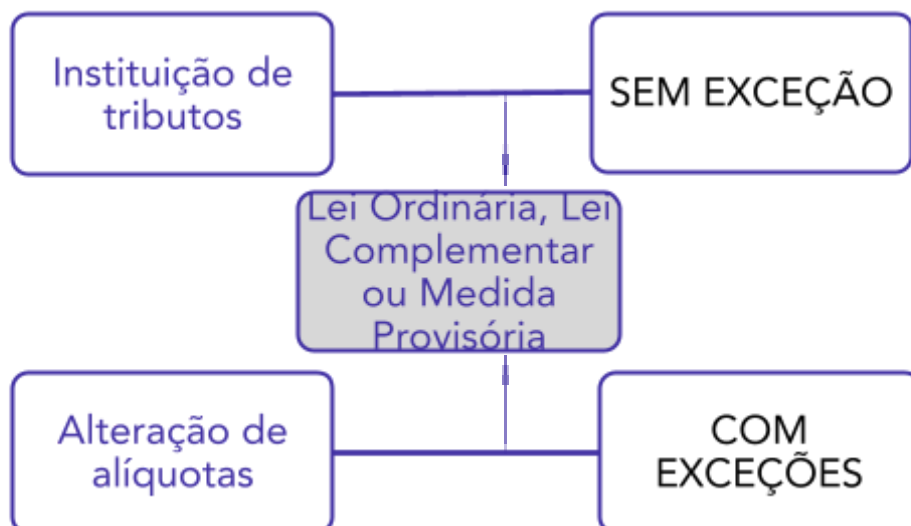 Instituição de
tributos
SEM EXCEÇÃO
Lei Ordinária, Lei
Complementar
ou Medida
Provisória
Alteração de
alíquotas
COM
EXCEÇÕES